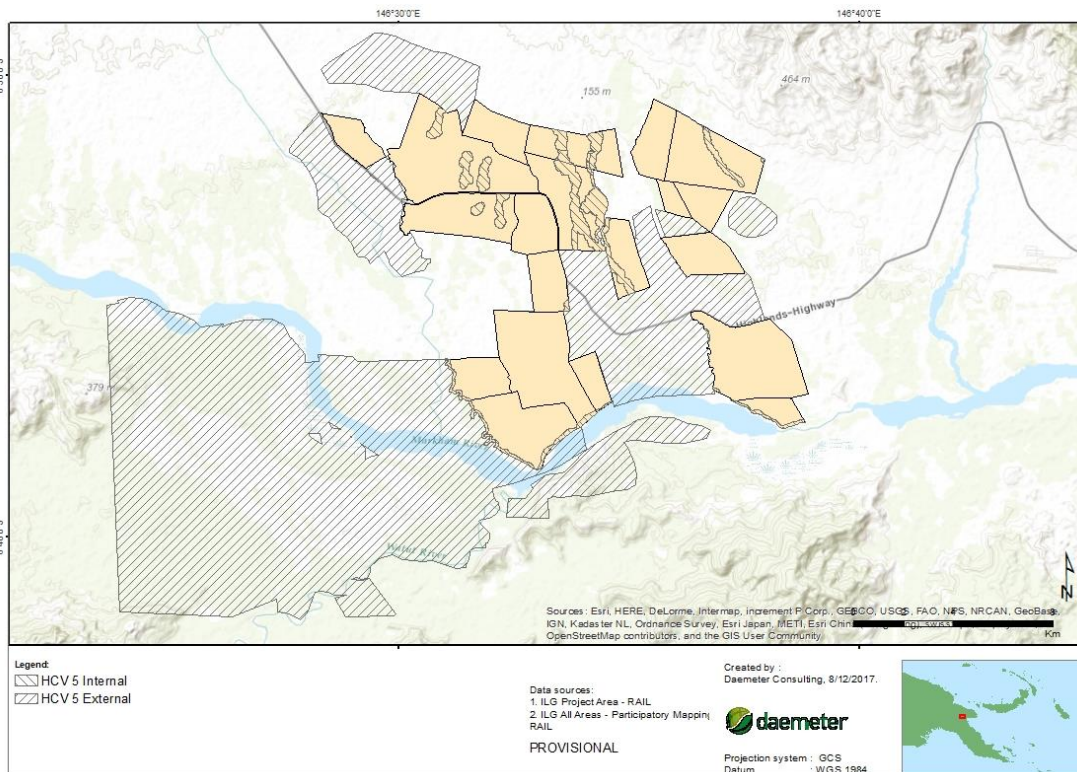 146°30'0"E
146°40'0"E
155 m
464 m
Highlands-Highway
379 m
Markham River
Watut River
N
Sources: Esri, HERE, DeLorme, Intermap, increment P Corp., GEBCO, USGS, FAO, NPS, NRCAN, GeoBase,
IGN, Kadaster NL, Ordnance Survey, Esri Japan, METI, Esri
OpenStreetMap contributors, and the GIS User Community
Km
Legend:
HCV 5 Internal
HCV 5 External
Data sources:
1. ILG Project Area - RAIL
2. ILG All Areas - Participatory Mapping
RAIL
PROVISIONAL
Created by :
Daemeter Consulting, 8/12/2017.
daemeter
Projection system : GCS
Datum : WGS 1984